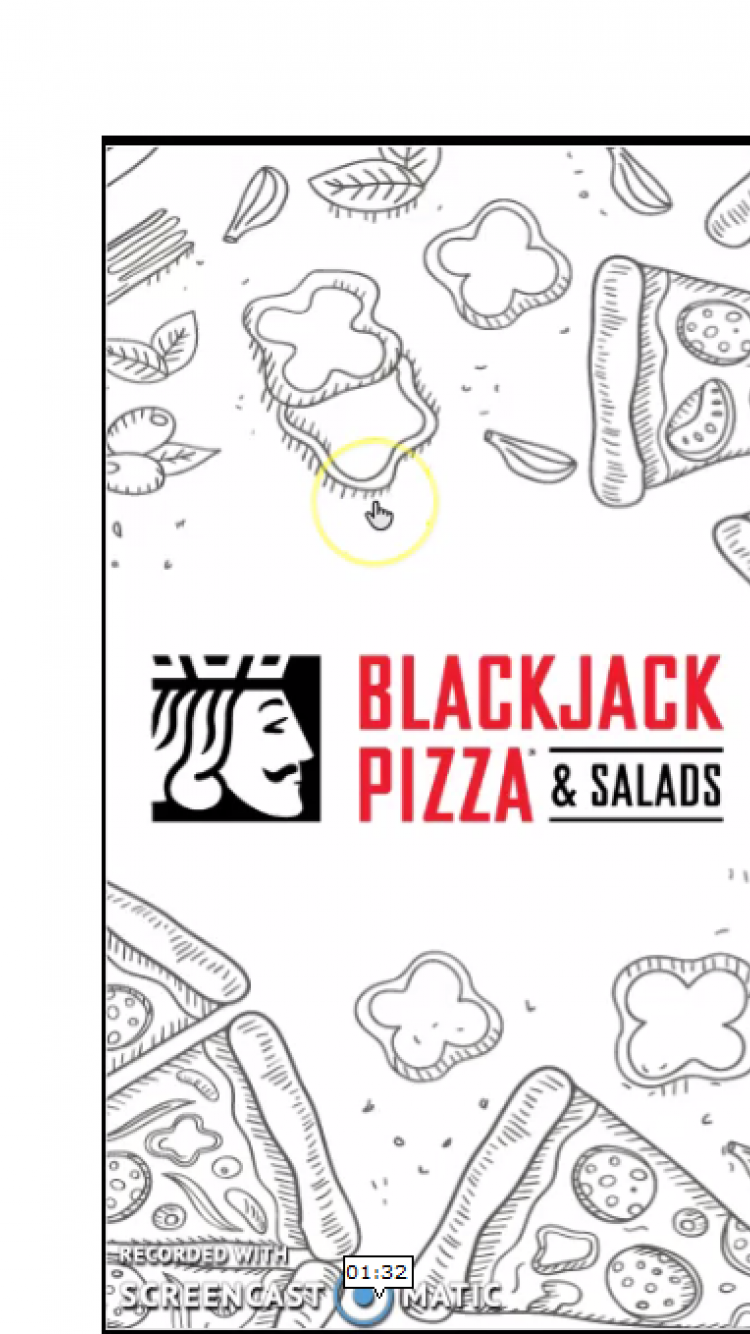 BLACKJACK
PIZZA
& SALADS
RECORDED WITH
01:32
SCREENCAST MATIC